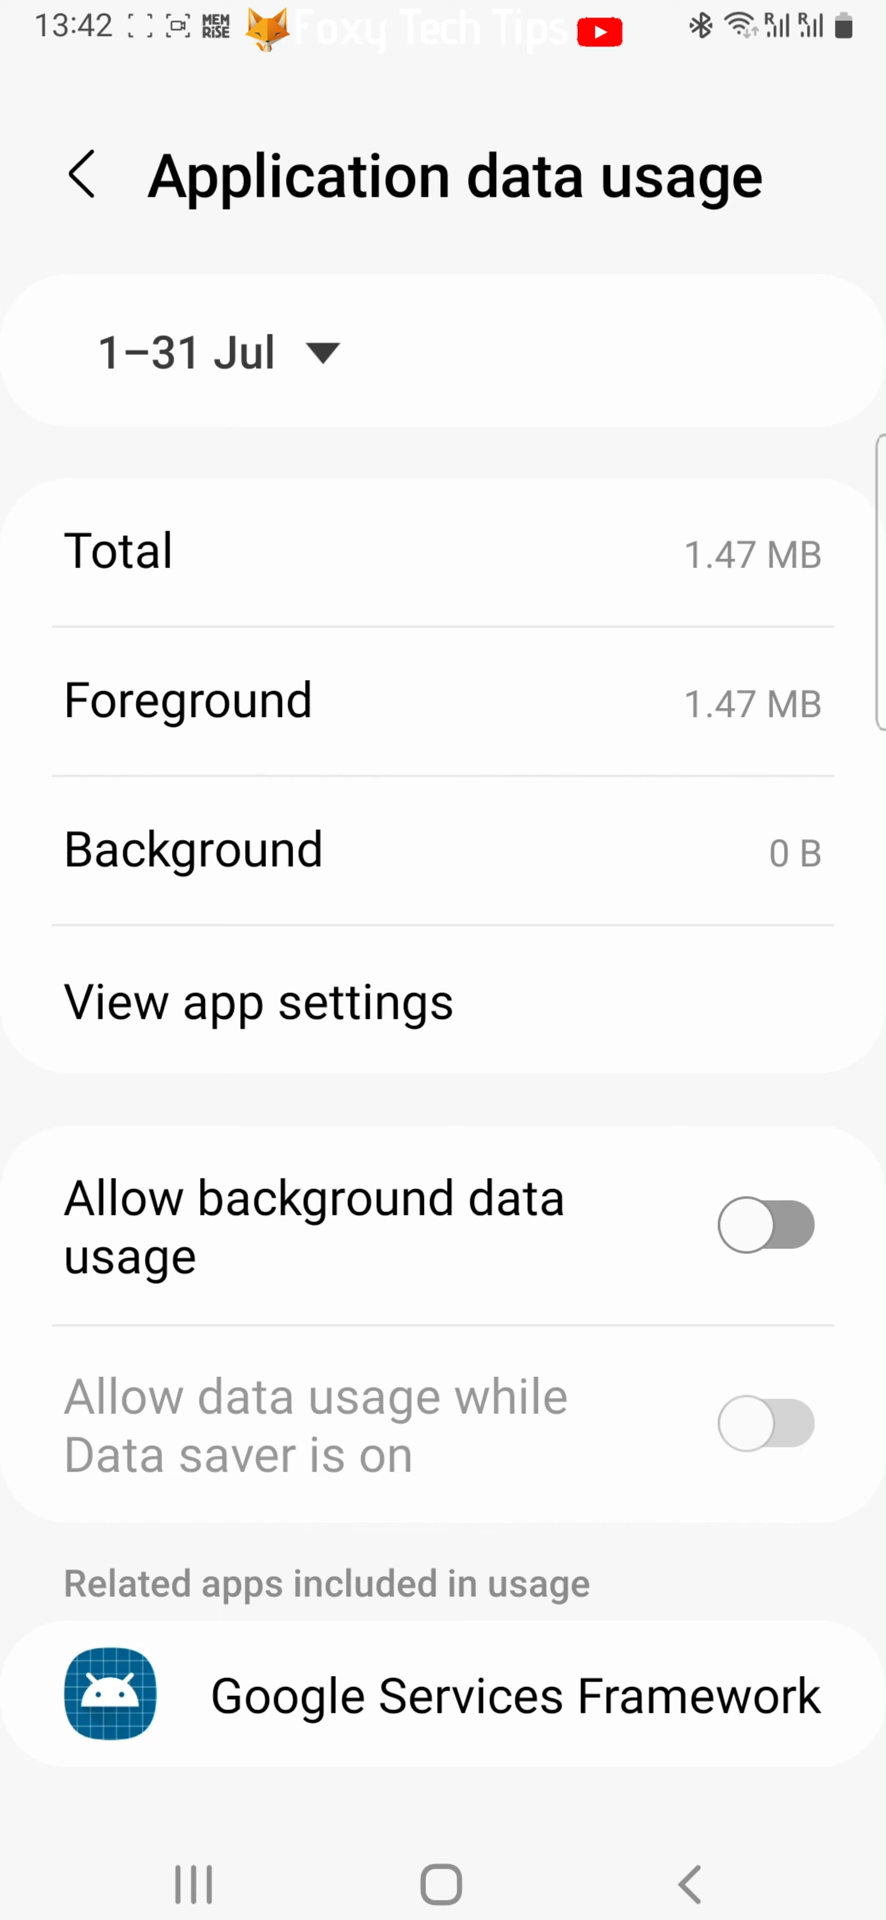 13:42 MEM RISE Foxy Tech Tips
Application data usage
1–31 Jul
Total 1.47 MB
Foreground 1.47 MB
Background 0 B
View app settings
Allow background data
usage
Allow data usage while
Data saver is on
Related apps included in usage
Google Services Framework